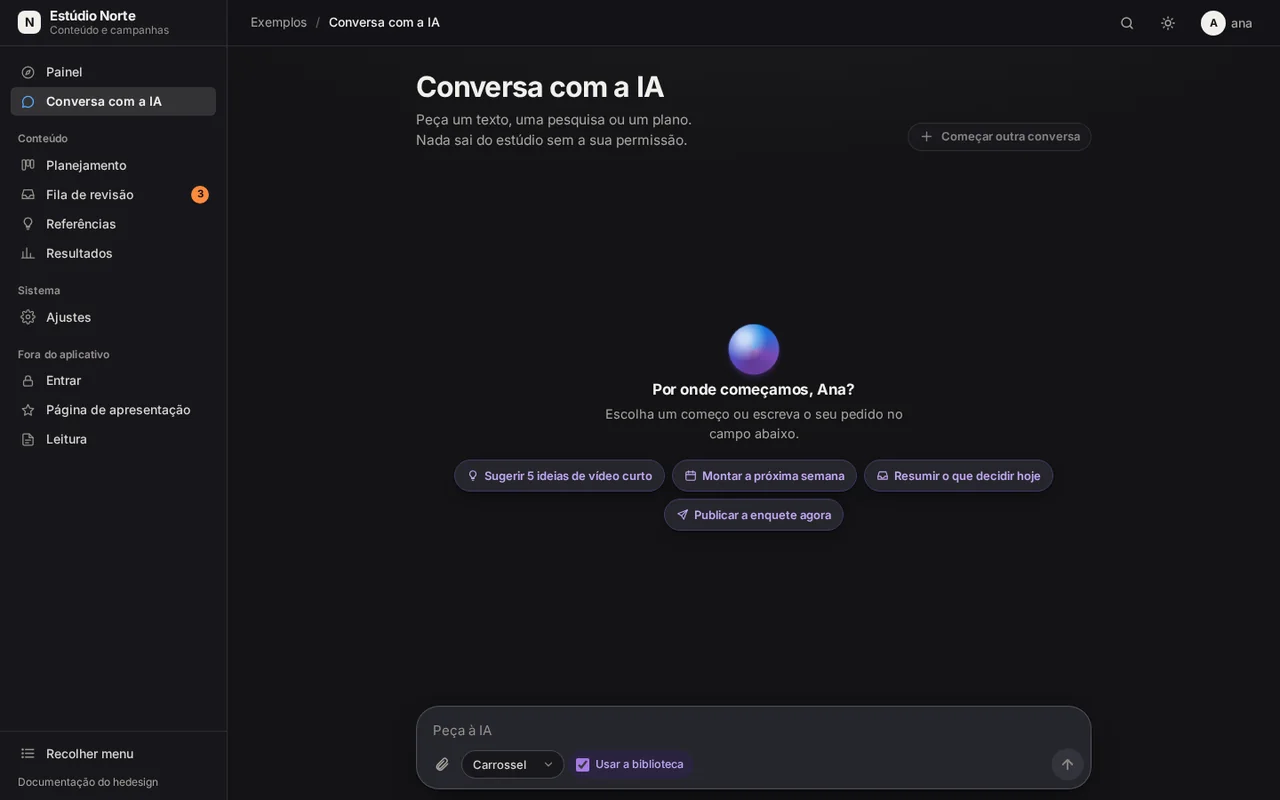 N
Estúdio Norte
Conteúdo e campanhas
Painel
Conversa com a IA
Conteúdo
Planejamento
Fila de revisão
3
Referências
Resultados
Sistema
Ajustes
Fora do aplicativo
Entrar
Página de apresentação
Leitura
Recolher menu
Documentação do hedesign
Exemplos / Conversa com a IA
A ana
Conversa com a IA
Peça um texto, uma pesquisa ou um plano.
Nada sai do estúdio sem a sua permissão.
Começar outra conversa
Por onde começamos, Ana?
Escolha um começo ou escreva o seu pedido no
campo abaixo.
Sugerir 5 ideias de vídeo curto
Montar a próxima semana
Resumir o que decidir hoje
Publicar a enquete agora
Peça à IA
Carrossel
Usar a biblioteca